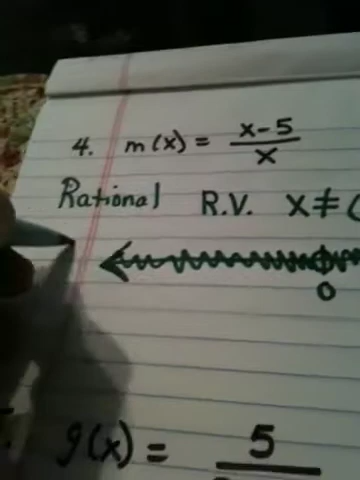 4. m(x) = x-5 / x
Rational R.V. x ≠
0
g(x) = 5